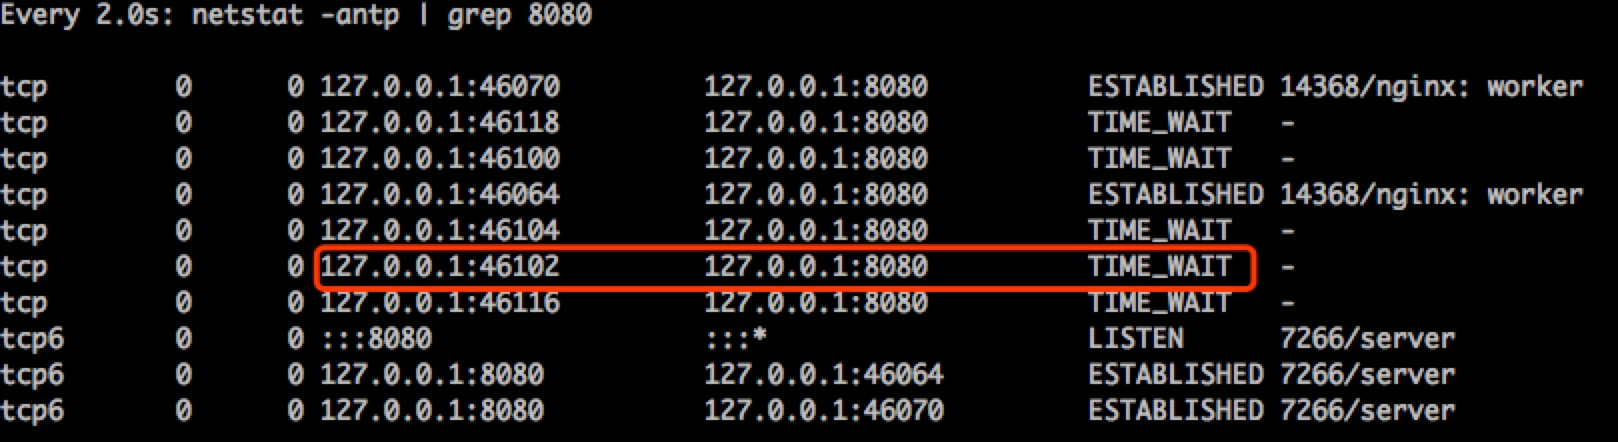 Every 2.0s: netstat -antp | grep 8080
tcp 0 0 127.0.0.1:46070 127.0.0.1:8080 ESTABLISHED 14368/nginx: worker
tcp 0 0 127.0.0.1:46118 127.0.0.1:8080 TIME_WAIT -
tcp 0 0 127.0.0.1:46100 127.0.0.1:8080 TIME_WAIT -
tcp 0 0 127.0.0.1:46064 127.0.0.1:8080 ESTABLISHED 14368/nginx: worker
tcp 0 0 127.0.0.1:46104 127.0.0.1:8080 TIME_WAIT -
tcp 0 0 127.0.0.1:46102 127.0.0.1:8080 TIME_WAIT -
tcp 0 0 127.0.0.1:46116 127.0.0.1:8080 TIME_WAIT -
tcp6 0 0 :::8080 :::* LISTEN 7266/server
tcp6 0 0 127.0.0.1:8080 127.0.0.1:46064 ESTABLISHED 7266/server
tcp6 0 0 127.0.0.1:8080 127.0.0.1:46070 ESTABLISHED 7266/server